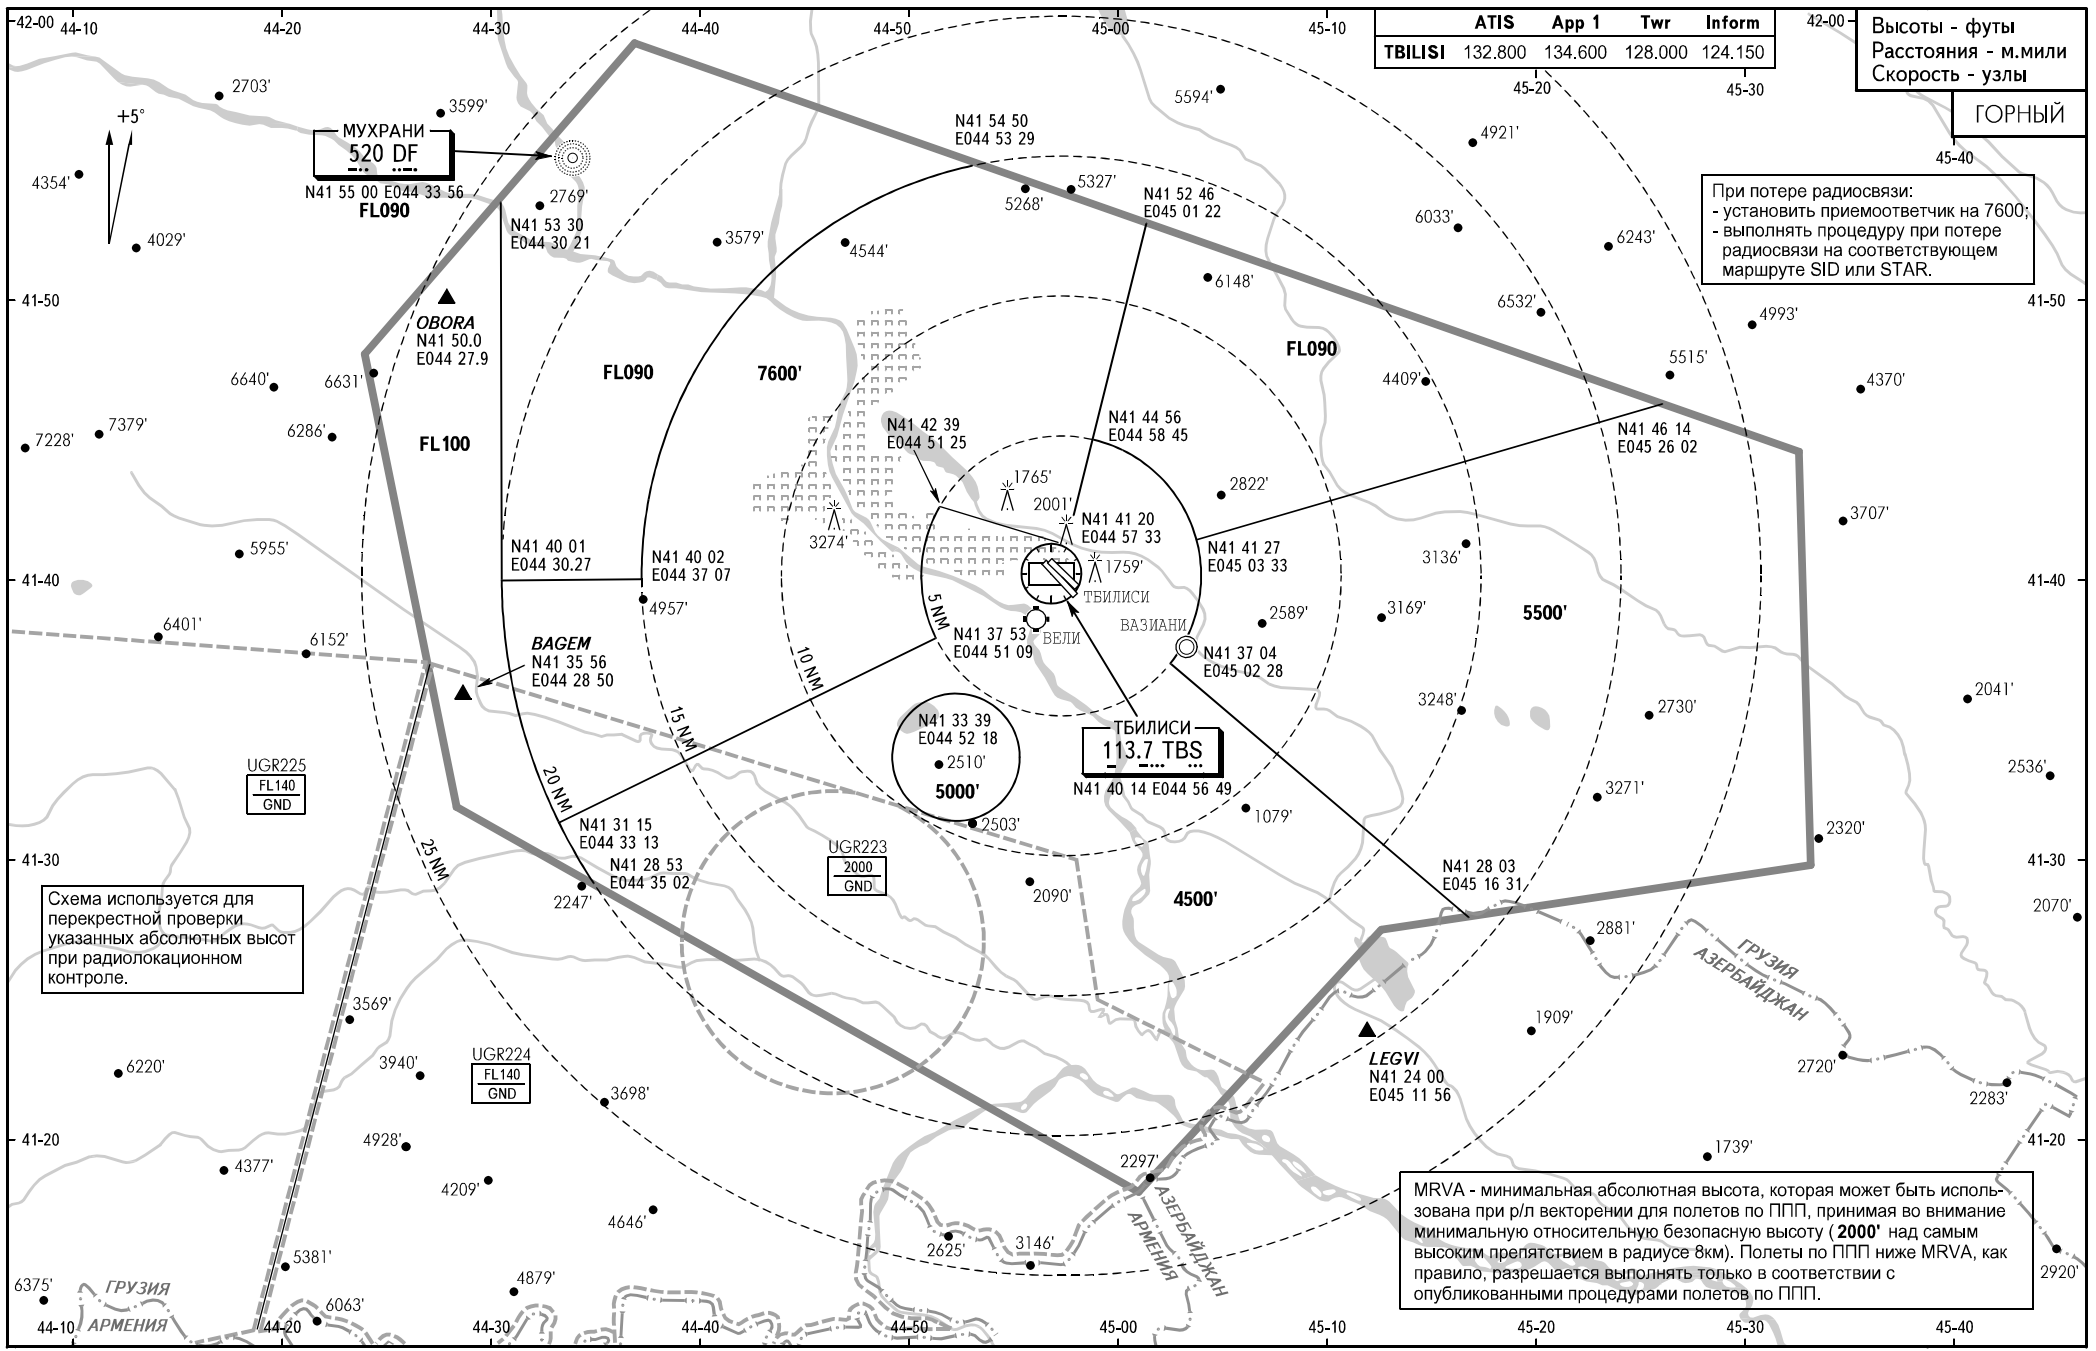 42-00
44-10
44-20
44-30
44-40
44-50
45-00
45-10
42-00
ATIS App 1 Twr Inform
TBILISI 132.800 134.600 128.000 124.150
45-20
45-30
45-40
Высоты - футы
Расстояния - м.мили
Скорость - узлы
ГОРНЫЙ
При потере радиосвязи:
- установить приемоответчик на 7600;
- выполнять процедуру при потере
радиосвязи на соответствующем
маршруте SID или STAR.
+5°
2703'
3599'
МУХРАНИ
520 DF
N41 55 00 E044 33 56
FL090
4354'
4029'
2769'
N41 53 30
E044 30 21
3579'
4544'
N41 54 50
E044 53 29
5268'
5327'
N41 52 46
E045 01 22
5594'
4921'
6033'
6243'
6148'
6532'
4993'
41-50
41-50
OBORA
N41 50.0
E044 27.9
6640'
6631'
6286'
7379'
7228'
FL100
FL090
7600'
FL090
4409'
5515'
4370'
N41 42 39
E044 51 25
N41 44 56
E044 58 45
N41 46 14
E045 26 02
1765'
2001'
2822'
3274'
N41 41 20
E044 57 33
1759'
N41 41 27
E045 03 33
3136'
3707'
5955'
N41 40 01
E044 30.27
N41 40 02
E044 37 07
41-40
41-40
4957'
5 NM
ТБИЛИСИ
ВЕЛИ
ВАЗИАНИ
2589'
3169'
5500'
6401'
6152'
BAGEM
N41 35 56
E044 28 50
N41 37 53
E044 51 09
N41 37 04
E045 02 28
10 NM
15 NM
20 NM
25 NM
3248'
2730'
2041'
N41 33 39
E044 52 18
2510'
5000'
ТБИЛИСИ
113.7 TBS
N41 40 14 E044 56 49
UGR225
FL140
GND
2536'
3271'
1079'
2320'
2503'
N41 31 15
E044 33 13
N41 28 53
E044 35 02
2247'
UGR223
2000
GND
2090'
4500'
N41 28 03
E045 16 31
41-30
41-30
2070'
2881'
ГРУЗИЯ
АЗЕРБАЙДЖАН
Схема используется для
перекрестной проверки
указанных абсолютных высот
при радиолокационном
контроле.
3569'
6220'
3940'
UGR224
FL140
GND
3698'
LEGVI
N41 24 00
E045 11 56
1909'
2720'
2283'
41-20
41-20
4928'
4377'
4209'
4646'
2297'
1739'
АЗЕРБАЙДЖАН
АРМЕНИЯ
2625'
3146'
MRVA - минимальная абсолютная высота, которая может быть исполь-
зована при р/л векторении для полетов по ППП, принимая во внимание
минимальную относительную безопасную высоту ( 2000' над самым
высоким препятствием в радиусе 8км). Полеты по ППП ниже MRVA, как
правило, разрешается выполнять только в соответствии с
опубликованными процедурами полетов по ППП.
2920'
5381'
4879'
6375'
6063'
ГРУЗИЯ
АРМЕНИЯ
44-10
44-20
44-30
44-40
44-50
45-00
45-10
45-20
45-30
45-40